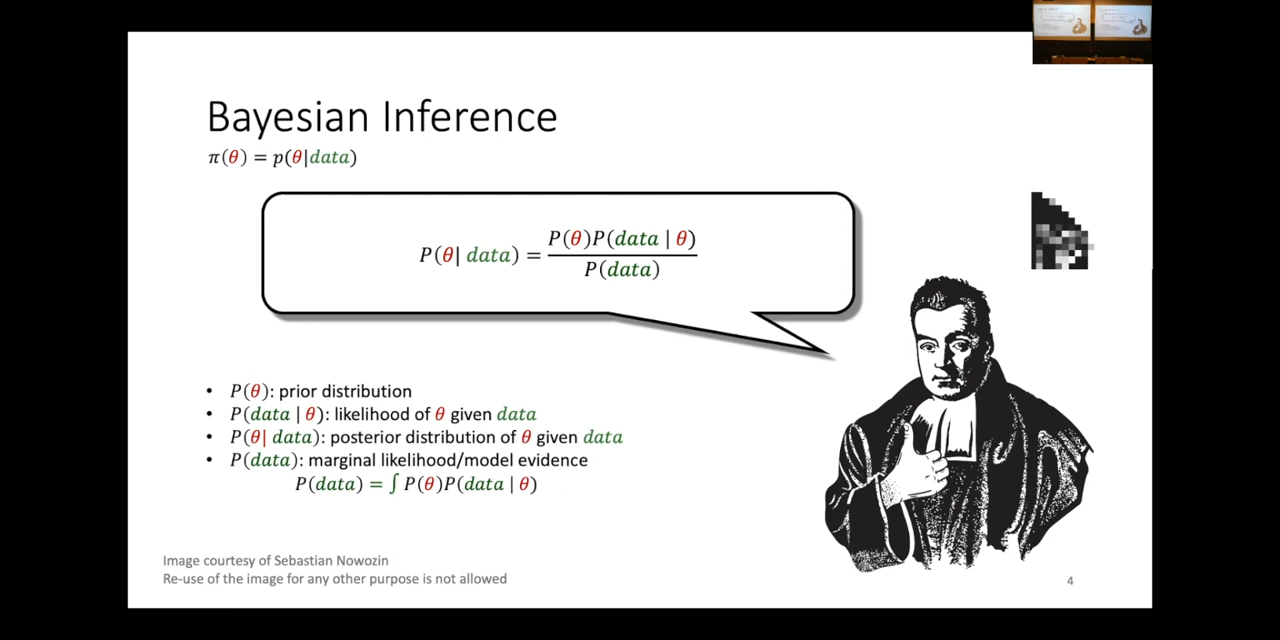 Bayesian Inference
π(θ) = p(θ|data)
P(θ| data) = P(θ)P(data | θ) / P(data)
• P(θ): prior distribution
• P(data | θ): likelihood of θ given data
• P(θ| data): posterior distribution of θ given data
• P(data): marginal likelihood/model evidence
P(data) = ∫ P(θ)P(data | θ)
Image courtesy of Sebastian Nowozin
Re-use of the image for any other purpose is not allowed
4